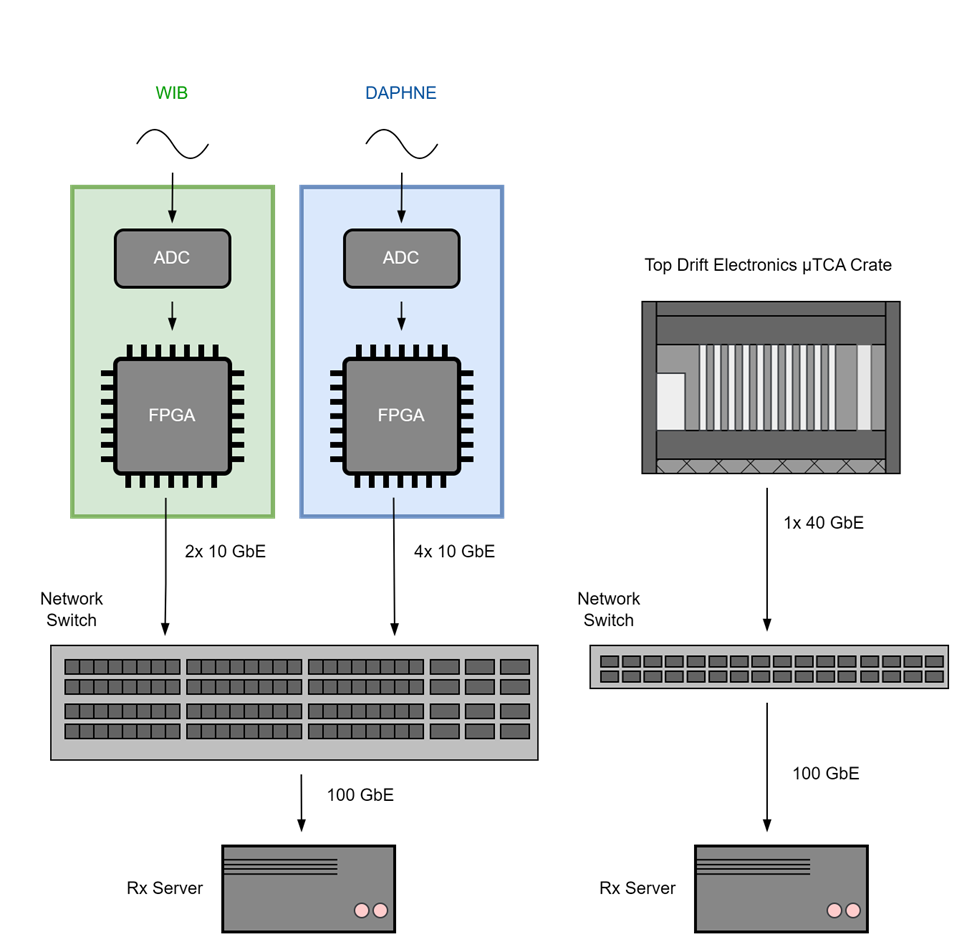 WIB
DAPHNE
ADC
ADC
Top Drift Electronics µTCA Crate
FPGA
FPGA
2x 10 GbE
4x 10 GbE
1x 40 GbE
Network
Switch
Network
Switch
100 GbE
100 GbE
Rx Server
Rx Server